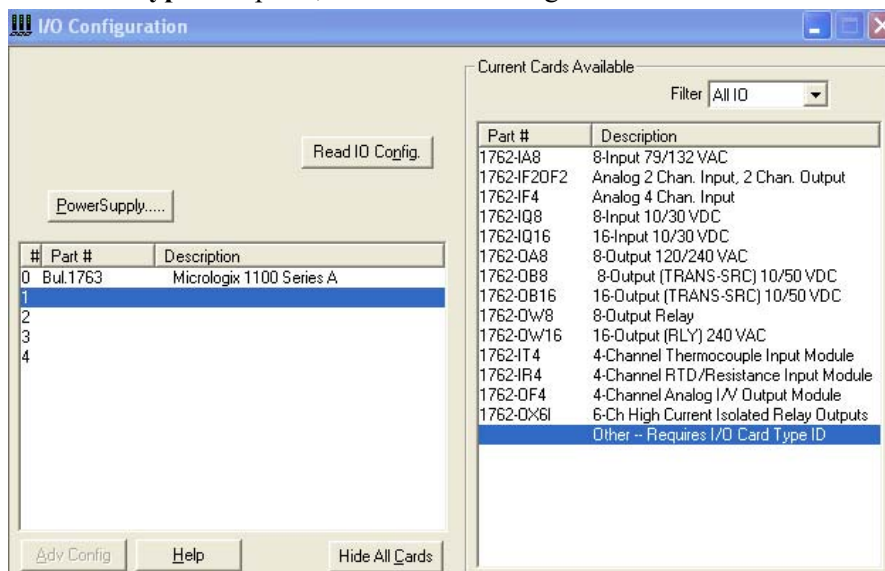 I/O Configuration
Read IO Config.
PowerSupply.....
# Part # Description
0 Bul.1763 Micrologix 1100 Series A
1
2
3
4
Adv Config Help Hide All Cards
Current Cards Available
Filter All IO
Part # Description
1762-IA8 8-Input 79/132 VAC
1762-IF2OF2 Analog 2 Chan. Input, 2 Chan. Output
1762-IF4 Analog 4 Chan. Input
1762-IQ8 8-Input 10/30 VDC
1762-IQ16 16-Input 10/30 VDC
1762-OA8 8-Output 120/240 VAC
1762-OB8 8-Output (TRANS-SRC) 10/50 VDC
1762-OB16 16-Output (TRANS-SRC) 10/50 VDC
1762-OW8 8-Output Relay
1762-OW16 16-Output (RLY) 240 VAC
1762-IT4 4-Channel Thermocouple Input Module
1762-IR4 4-Channel RTD/Resistance Input Module
1762-OF4 4-Channel Analog I/V Output Module
1762-OX6I 6-Ch High Current Isolated Relay Outputs
Other -- Requires I/O Card Type ID